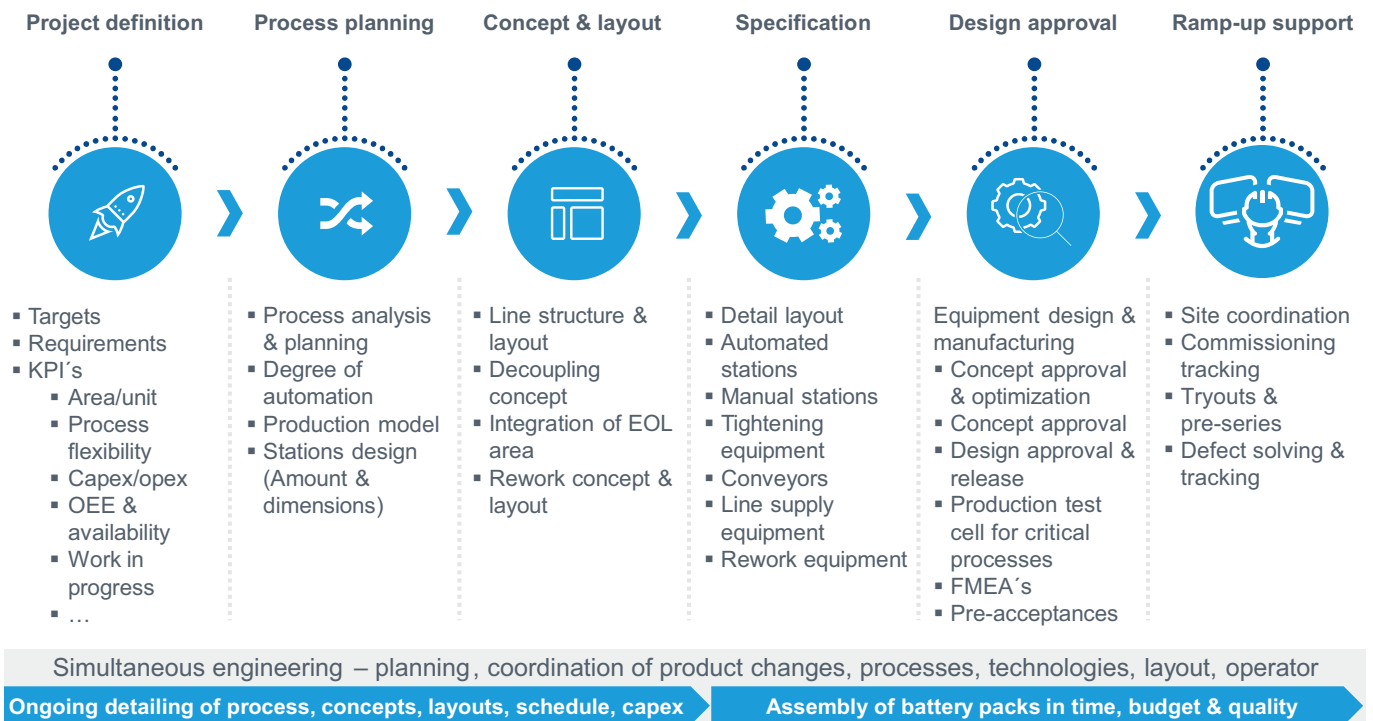 Project definition
Process planning
Concept & layout
Specification
Design approval
Ramp-up support
▪ Targets
▪ Requirements
▪ KPI´s
▪ Area/unit
▪ Process
flexibility
▪ Capex/opex
▪ OEE &
availability
▪ Work in
progress
▪ …
▪ Process analysis
& planning
▪ Degree of
automation
▪ Production model
▪ Stations design
(Amount &
dimensions)
▪ Line structure &
layout
▪ Decoupling
concept
▪ Integration of EOL
area
▪ Rework concept &
layout
▪ Detail layout
▪ Automated
stations
▪ Manual stations
▪ Tightening
equipment
▪ Conveyors
▪ Line supply
equipment
▪ Rework equipment
Equipment design &
manufacturing
▪ Concept approval
& optimization
▪ Concept approval
▪ Design approval &
release
▪ Production test
cell for critical
processes
▪ FMEA´s
▪ Pre-acceptances
▪ Site coordination
▪ Commissioning
tracking
▪ Tryouts &
pre-series
▪ Defect solving &
tracking
Simultaneous engineering – planning, coordination of product changes, processes, technologies, layout, operator
Ongoing detailing of process, concepts, layouts, schedule, capex
Assembly of battery packs in time, budget & quality